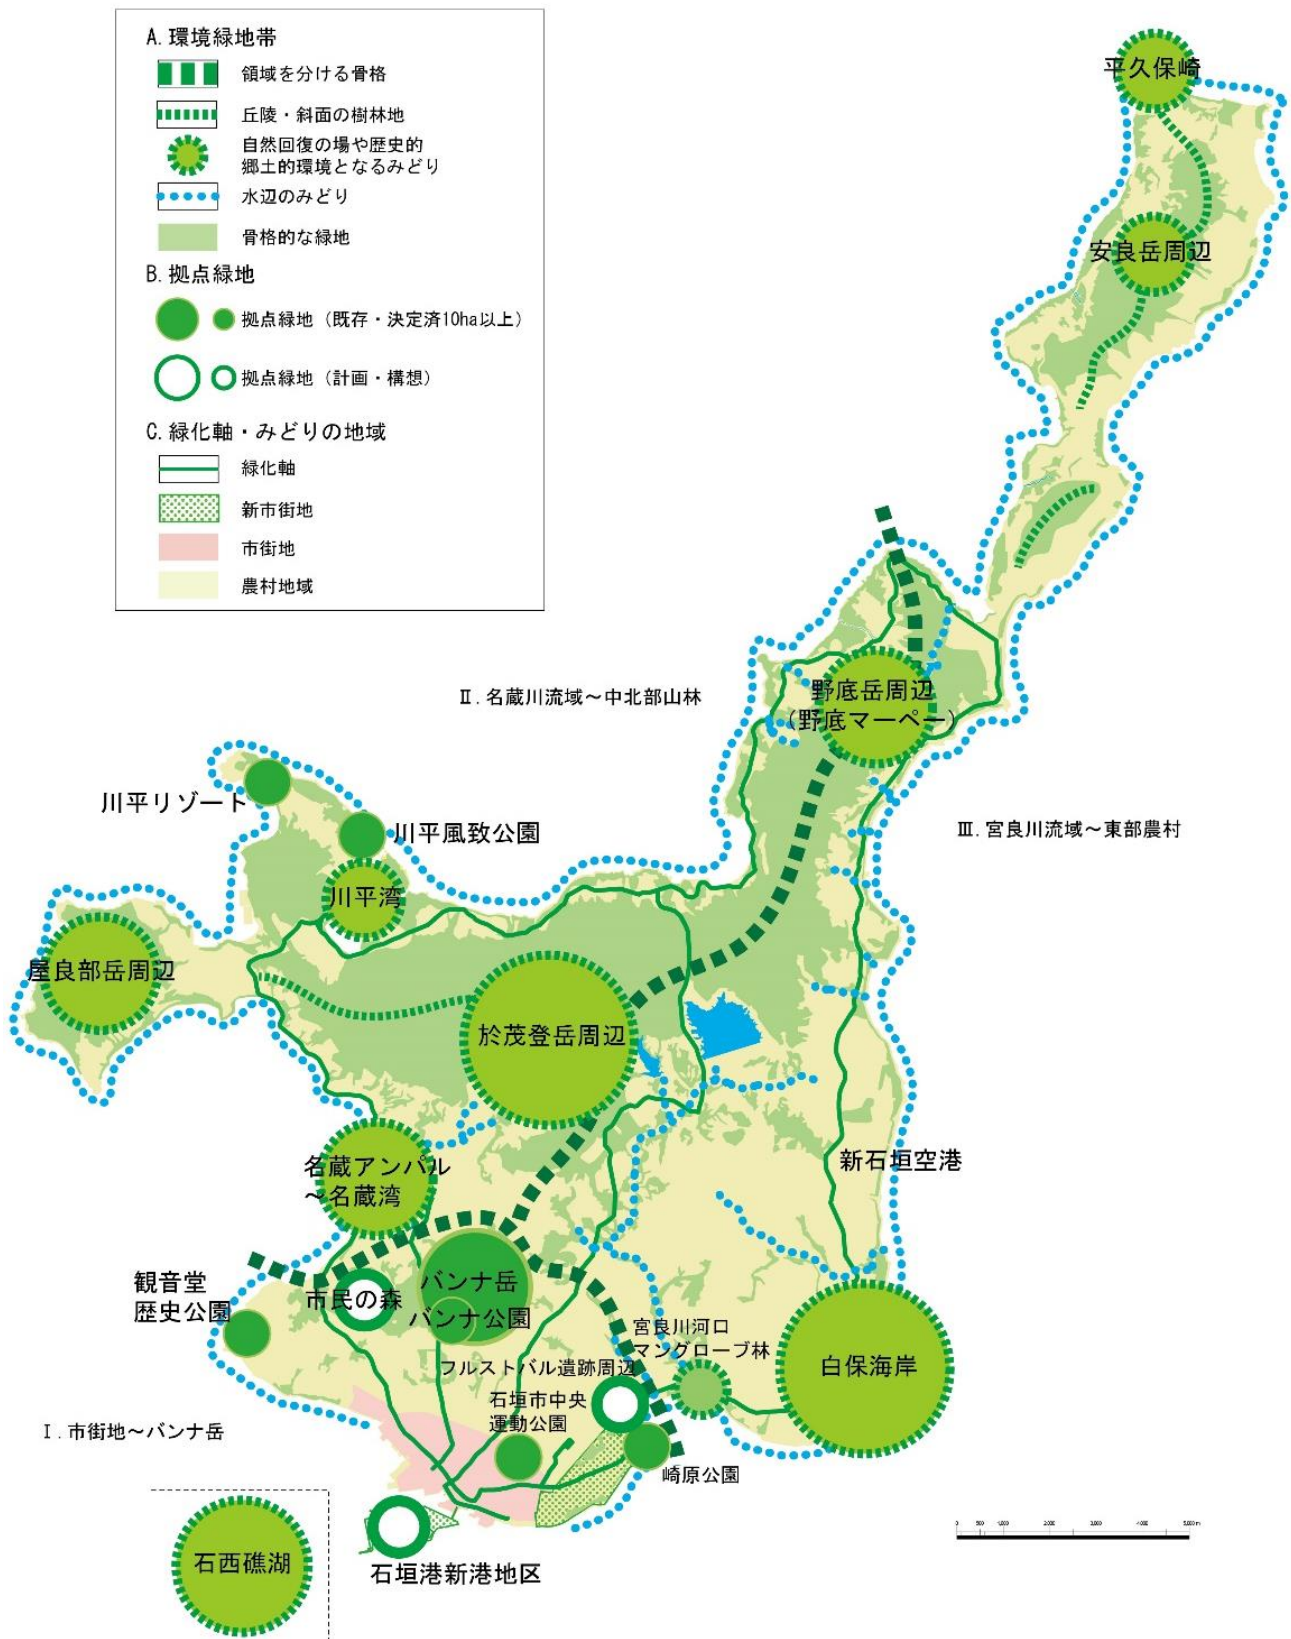 A. 環境緑地帯
領域を分ける骨格
丘陵・斜面の樹林地
自然回復の場や歴史的
郷土的環境となるみどり
水辺のみどり
骨格的な緑地
B. 拠点緑地
拠点緑地（既存・決定済10ha以上）
拠点緑地（計画・構想）
C. 緑化軸・みどりの地域
緑化軸
新市街地
市街地
農村地域
平久保崎
安良岳周辺
Ⅱ. 名蔵川流域～中北部山林
野底岳周辺
（野底マーペー）
川平リゾート
川平風致公園
Ⅲ. 宮良川流域～東部農村
川平湾
屋良部岳周辺
於茂登岳周辺
名蔵アンパル
～名蔵湾
新石垣空港
観音堂
歴史公園
市民の森
バンナ岳
バンナ公園
宮良川河口
マングローブ林
フルストバル遺跡周辺
白保海岸
石垣市中央
運動公園
Ⅰ. 市街地～バンナ岳
崎原公園
石垣港新港地区
石西礁湖
0 500 1,000 2,000 3,000 4,000 5,000 m